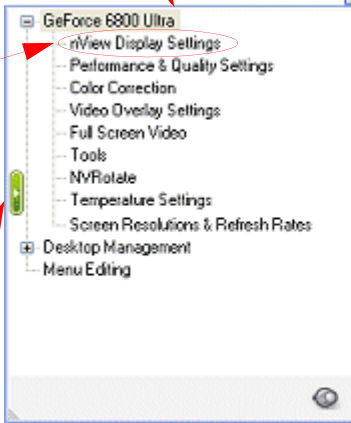 GeForce 6800 Ultra
nView Display Settings
Performance & Quality Settings
Color Correction
Video Overlay Settings
Full Screen Video
Tools
NVRotate
Temperature Settings
Screen Resolutions & Refresh Rates
Desktop Management
Menu Editing